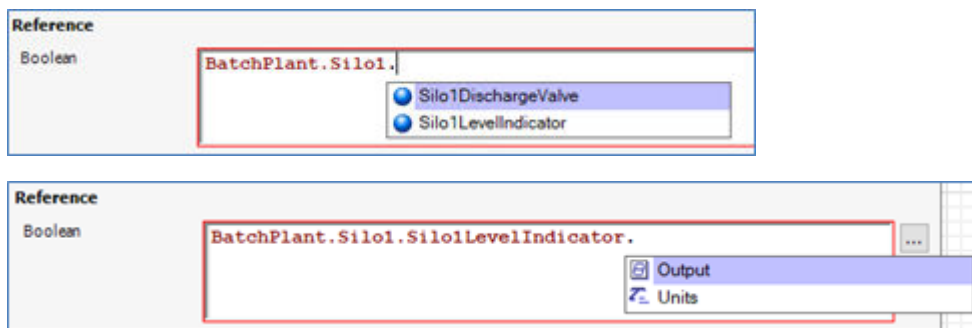 Reference
Boolean
BatchPlant.Silo1.
Silo1DischargeValve
Silo1LevelIndicator
Reference
Boolean
BatchPlant.Silo1.Silo1LevelIndicator.
...
Output
Units